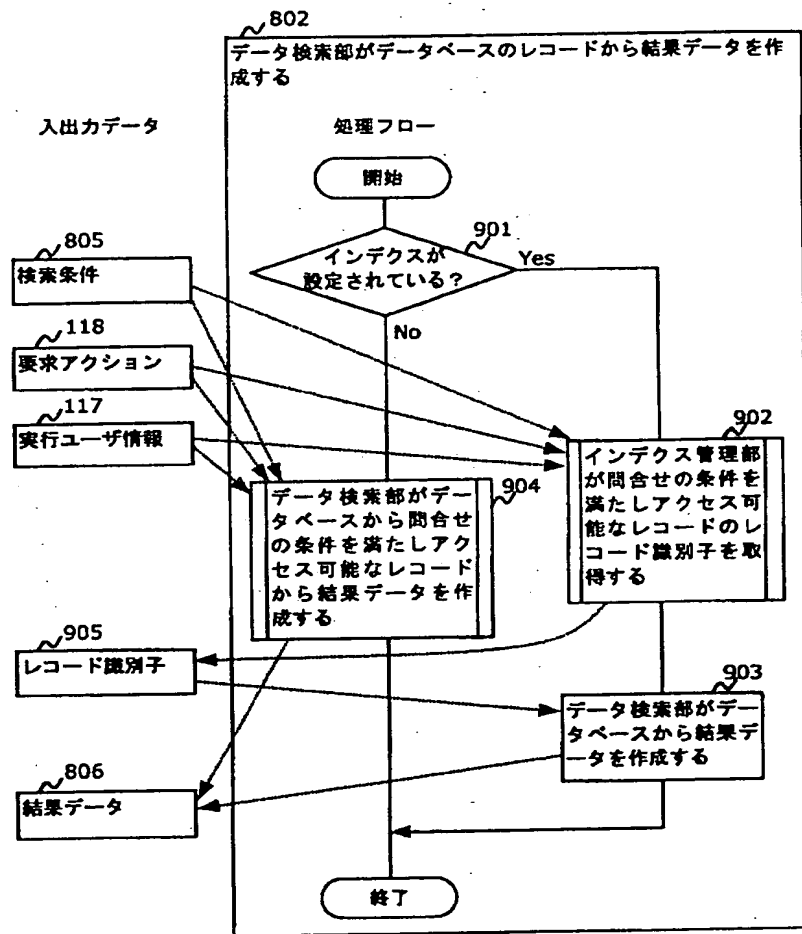 802
データ検索部がデータベースのレコードから結果データを作
成する
入出力データ
処理フロー
開始
901
インデクスが
設定されている?
Yes
No
805
検索条件
118
要求アクション
117
実行ユーザ情報
902
インデクス管理部
が問合せの条件を
満たしアクセス可
能なレコードのレ
コード識別子を取
得する
904
データ検索部がデー
タベースから問合せ
の条件を満たしアク
セス可能なレコード
から結果データを作
成する
905
レコード識別子
903
データ検索部がデー
タベースから結果デ
ータを作成する
806
結果データ
終了